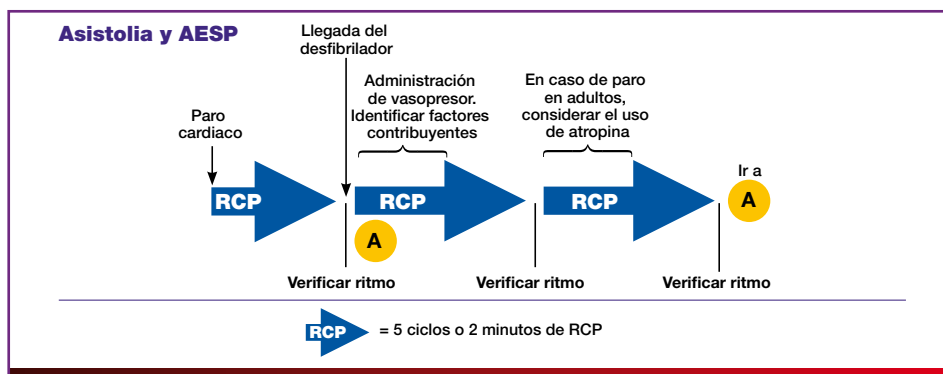 Asistolia y AESP
Llegada del
desfibrilador
Administración
de vasopresor.
Identificar factores
contribuyentes
En caso de paro
en adultos,
considerar el uso
de atropina
Paro
cardiaco
Ir a
RCP
RCP
RCP
A
A
Verificar ritmo
Verificar ritmo
Verificar ritmo
RCP = 5 ciclos o 2 minutos de RCP